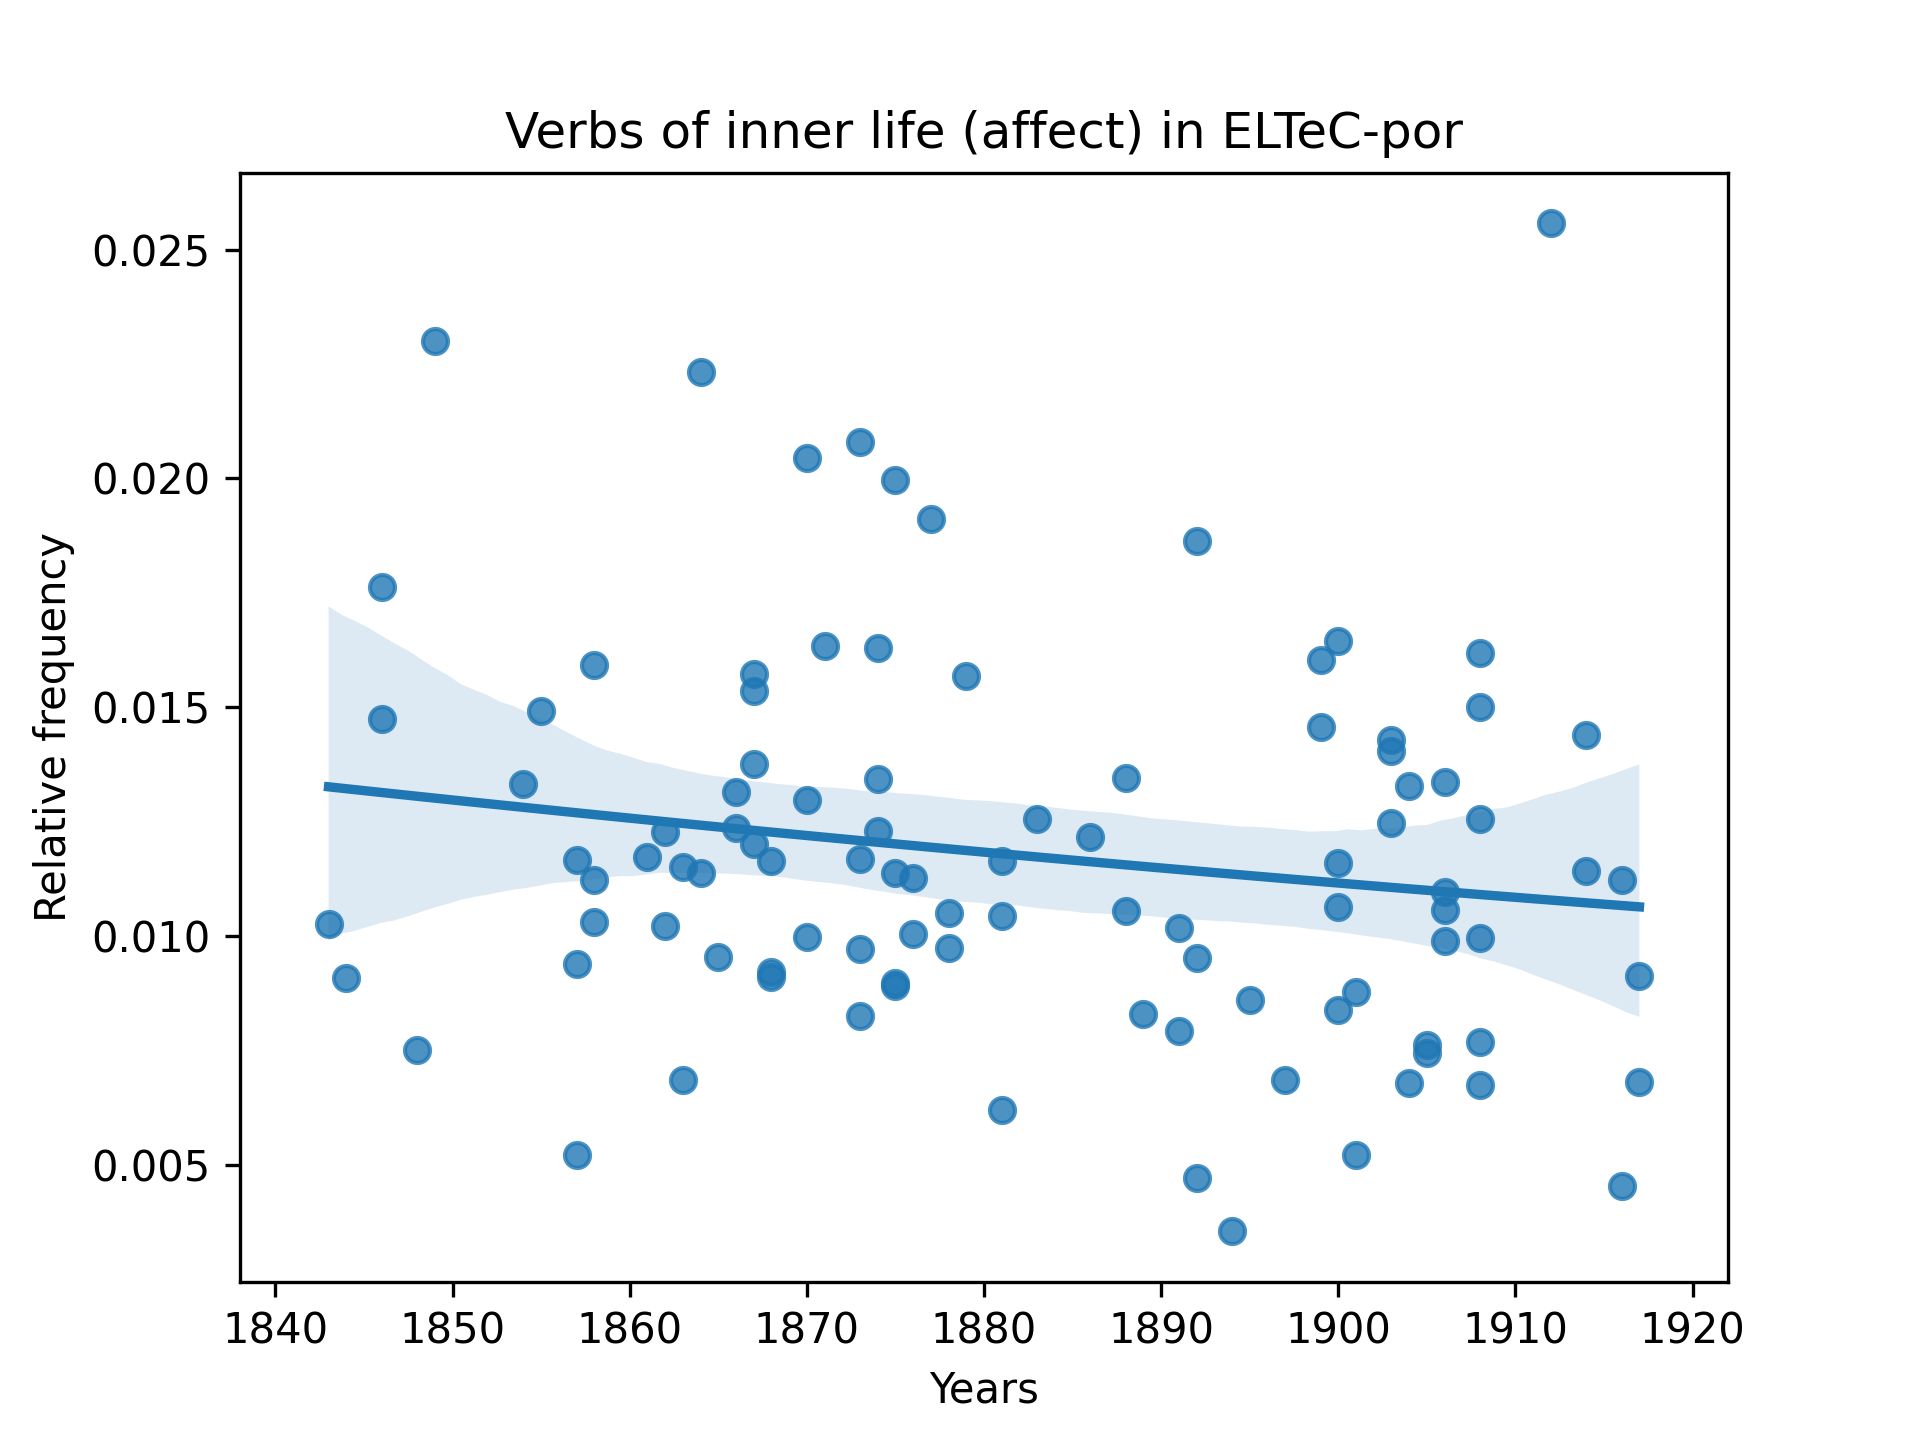 Verbs of inner life (affect) in ELTeC-por
Relative frequency
0.025
0.020
0.015
0.010
0.005
1840 1850 1860 1870 1880 1890 1900 1910 1920
Years